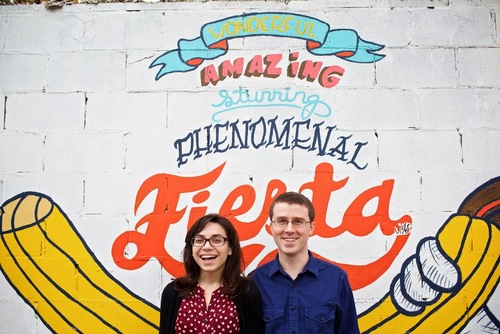 WONDERFUL
AMAZiNG
Stunning
PHENOMENAL
Fiesta